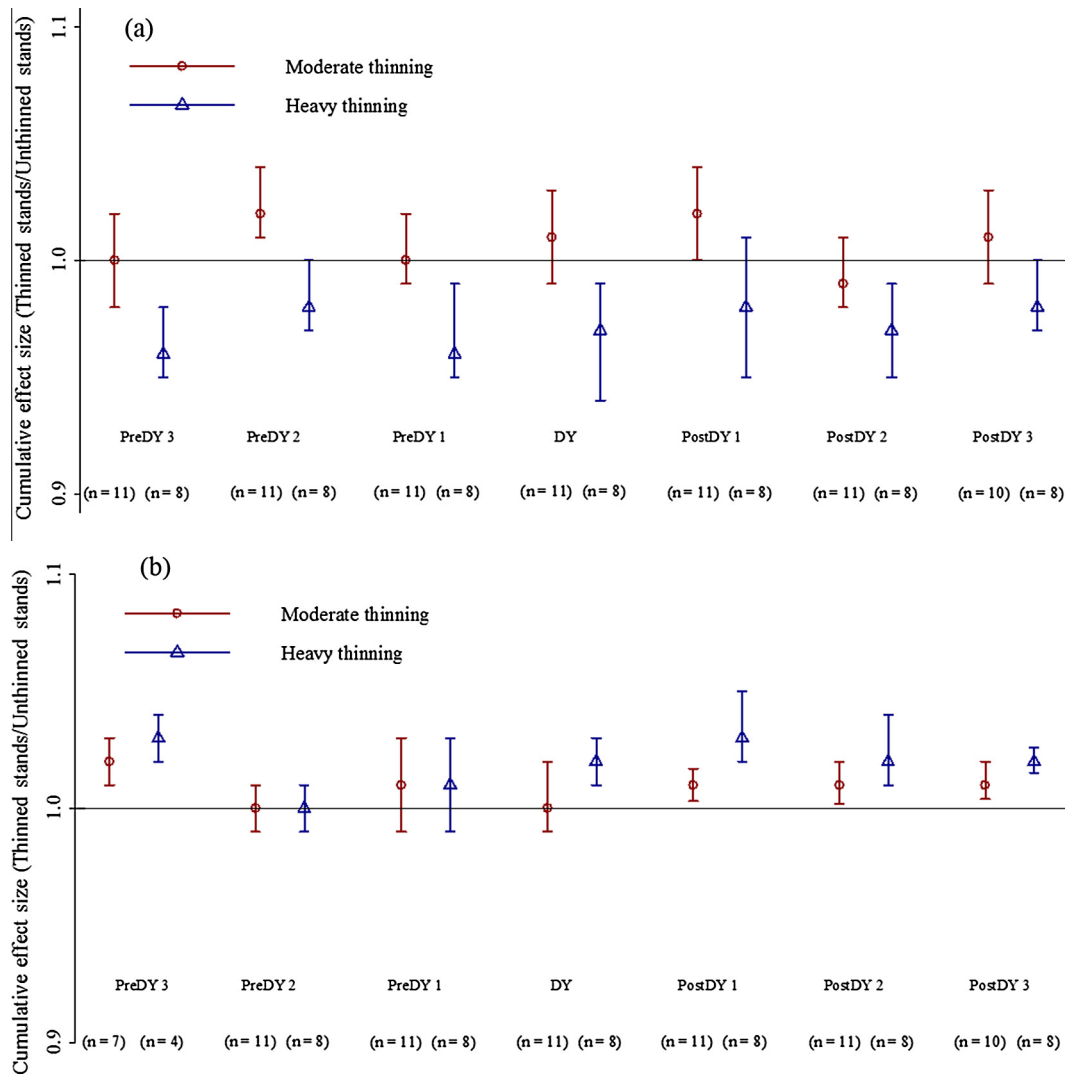 (a)
Moderate thinning
Heavy thinning
Cumulative effect size (Thinned stands/Unthinned stands)
1.1
1.0
0.9
PreDY 3 PreDY 2 PreDY 1 DY PostDY 1 PostDY 2 PostDY 3
(n = 11) (n = 8) (n = 11) (n = 8) (n = 11) (n = 8) (n = 11) (n = 8) (n = 11) (n = 8) (n = 11) (n = 8) (n = 10) (n = 8)
(b)
Moderate thinning
Heavy thinning
Cumulative effect size (Thinned stands/Unthinned stands)
1.1
1.0
0.9
PreDY 3 PreDY 2 PreDY 1 DY PostDY 1 PostDY 2 PostDY 3
(n = 7) (n = 4) (n = 11) (n = 8) (n = 11) (n = 8) (n = 11) (n = 8) (n = 11) (n = 8) (n = 11) (n = 8) (n = 10) (n = 8)